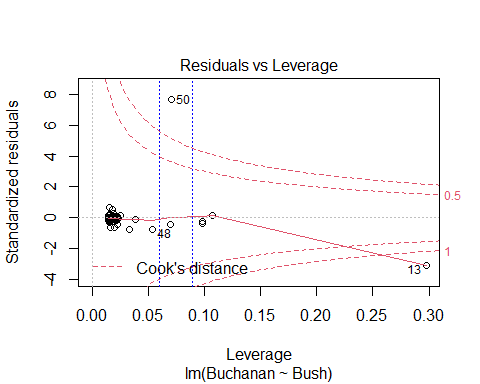 Residuals vs Leverage
Standardized residuals
8
6
4
2
0
-2
-4
50
48
13
0.5
1
Cook's distance
0.00 0.05 0.10 0.15 0.20 0.25 0.30
Leverage
lm(Buchanan ~ Bush)